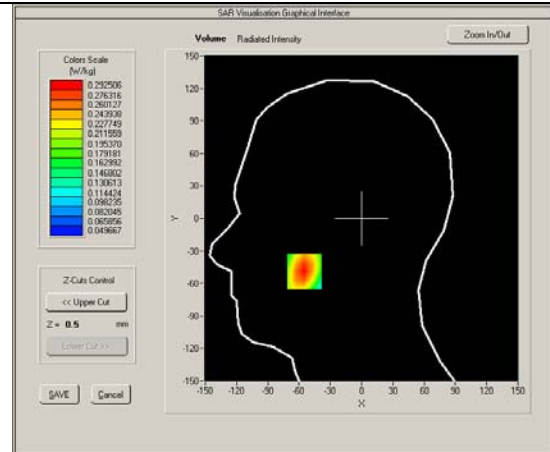 SAR Visualisation Graphical Interface
Volume Radiated Intensity
Zoom In/Out
Colors Scale
(W/kg)
0.292506
0.276316
0.260127
0.243938
0.227749
0.211559
0.195370
0.179181
0.162992
0.146802
0.130613
0.114424
0.098235
0.082045
0.065856
0.049667
Z-Cuts Control
<< Upper Cut
Z = 0.5 mm
Lower Cut >>
SAVE Cancel
150
120
90
60
30
0
-30
-60
-90
-120
-150
Y
-150 -120 -90 -60 -30 0 30 60 90 120 150
X